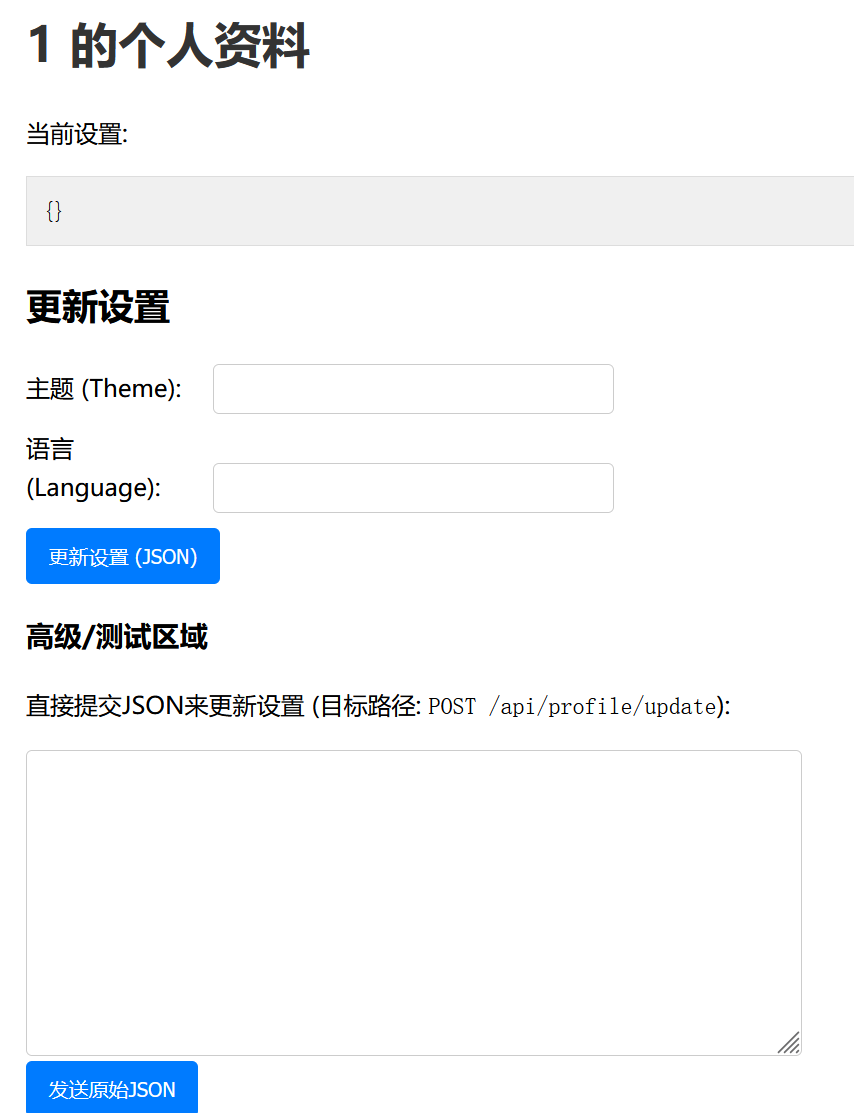 1 的个人资料
当前设置:
{}
更新设置
主题 (Theme):
语言
(Language):
更新设置 (JSON)
高级/测试区域
直接提交JSON来更新设置 (目标路径: POST /api/profile/update):
发送原始JSON